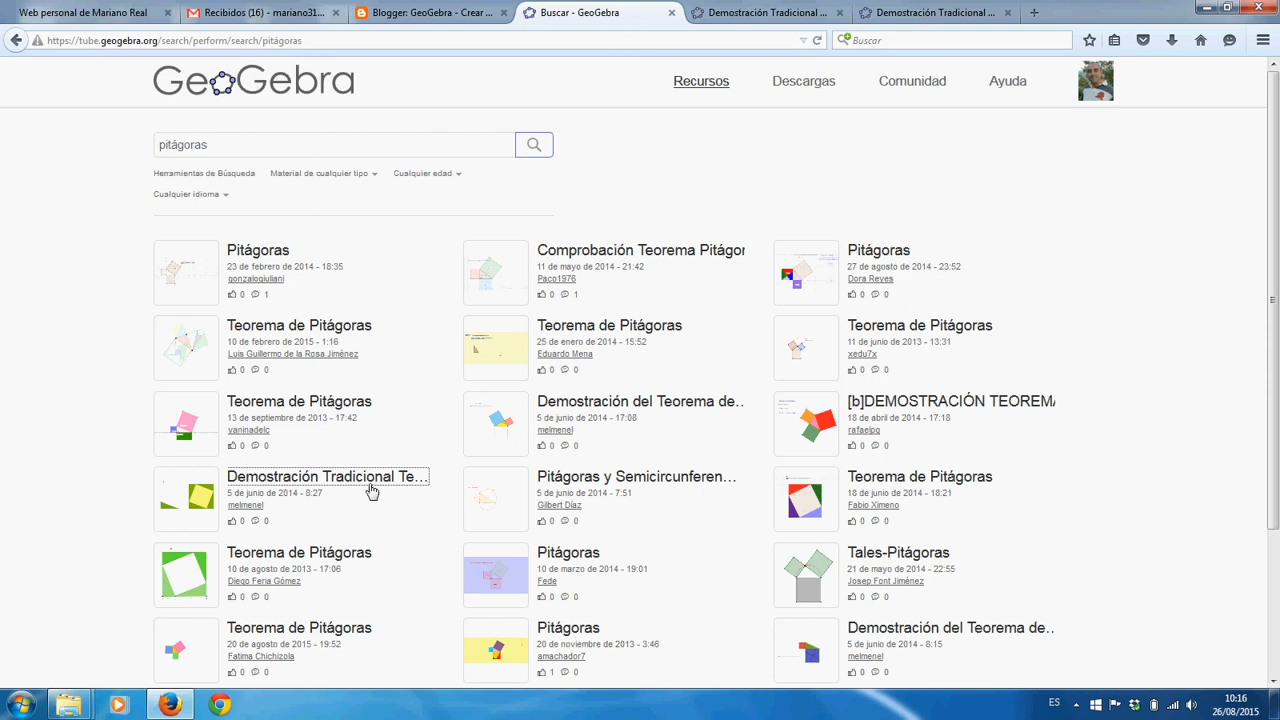 Web personal de Mariano Real
Recibidos (16) - mariano31...
Blogger: GeoGebra - Crear ...
Buscar - GeoGebra
Demostración Tradicional ...
Demostración Tradicional ...
https://tube.geogebra.org/search/perform/search/pitágoras
Buscar
GeoGebra
Recursos
Descargas
Comunidad
Ayuda
pitágoras
Herramientas de Búsqueda
Material de cualquier tipo
Cualquier edad
Cualquier idioma
Pitágoras
23 de febrero de 2014 - 18:35
gonzalogiuliani
0 1
Comprobación Teorema Pitágor
11 de mayo de 2014 - 21:42
Paco1976
0 1
Pitágoras
27 de agosto de 2014 - 23:52
Dora Reyes
0 0
Teorema de Pitágoras
10 de febrero de 2015 - 1:16
Luis Guillermo de la Rosa Jiménez
0 0
Teorema de Pitágoras
25 de enero de 2014 - 15:52
Eduardo Mena
0 0
Teorema de Pitágoras
11 de junio de 2013 - 13:31
xedu7x
0 0
Teorema de Pitágoras
13 de septiembre de 2013 - 17:42
vaninadelc
0 0
Demostración del Teorema de...
5 de junio de 2014 - 17:08
melmenel
0 0
[b]DEMOSTRACIÓN TEOREMA
18 de abril de 2014 - 17:18
rafaelpq
0 0
Demostración Tradicional Te...
5 de junio de 2014 - 8:27
melmenel
0 0
Pitágoras y Semicircunferen...
5 de junio de 2014 - 7:51
Gilbert Díaz
0 0
Teorema de Pitágoras
18 de junio de 2014 - 18:21
Fabio Ximeno
0 0
Teorema de Pitágoras
10 de agosto de 2013 - 17:06
Diego Feria Gómez
0 0
Pitágoras
10 de marzo de 2014 - 19:01
Fede
0 0
Tales-Pitágoras
21 de mayo de 2014 - 22:55
Josep Font Jiménez
0 0
Teorema de Pitágoras
20 de agosto de 2015 - 19:52
Fatima Chichizola
0 0
Pitágoras
20 de noviembre de 2013 - 3:46
amachador7
1 0
Demostración del Teorema de...
5 de junio de 2014 - 8:15
melmenel
0 0
ES
10:16
26/08/2015